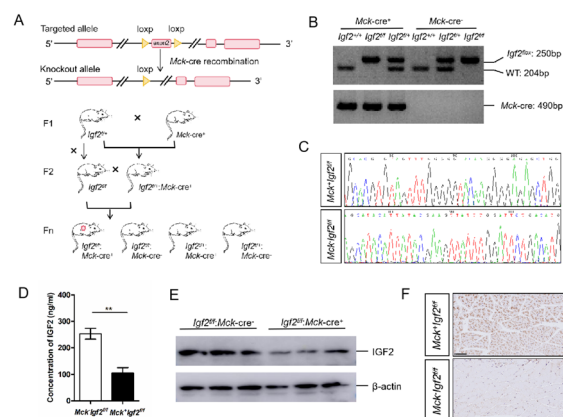 A
Targeted allele
loxp
loxp
5'
exon2
3'
Mck-cre recombination
Knockout allele
loxp
5'
3'
F1
Igf2f/+
Mck-cre+
F2
Igf2f/f
Igf2f/+:Mck-cre+
Fn
Mck-cre+
Mck-cre-
Mck-cre+
Mck-cre-
B
Mck-cre+
Mck-cre-
Igf2+/+ Igf2f/f Igf2f/+ Igf2+/+ Igf2f/+ Igf2f/f
Igf2flox: 250bp
WT: 204bp
Mck-cre: 490bp
C
Mck+Igf2f/f
Mck-Igf2f/f
D
Concentration of IGF2 (ng/ml)
400
300
200
100
0
**
Mck-Igf2f/f Mck+Igf2f/f
E
Igf2f/f:Mck-cre-
Igf2f/f:Mck-cre+
IGF2
β-actin
F
Mck+Igf2f/f
Mck-Igf2f/f